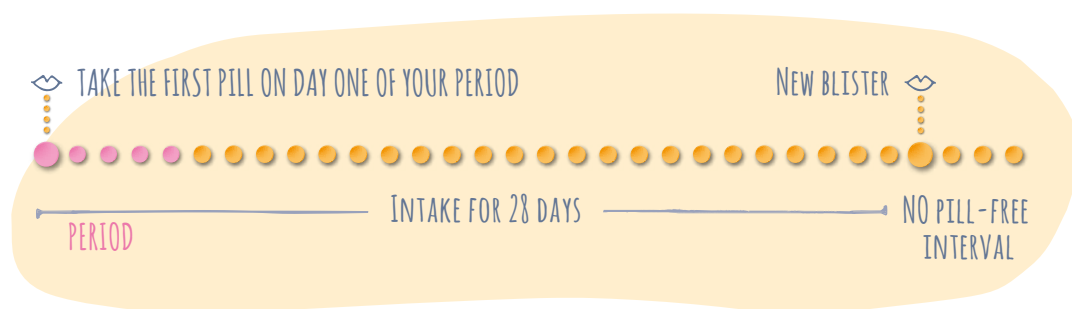 TAKE THE FIRST PILL ON DAY ONE OF YOUR PERIOD
NEW BLISTER
INTAKE FOR 28 DAYS
NO PILL-FREE
INTERVAL
PERIOD